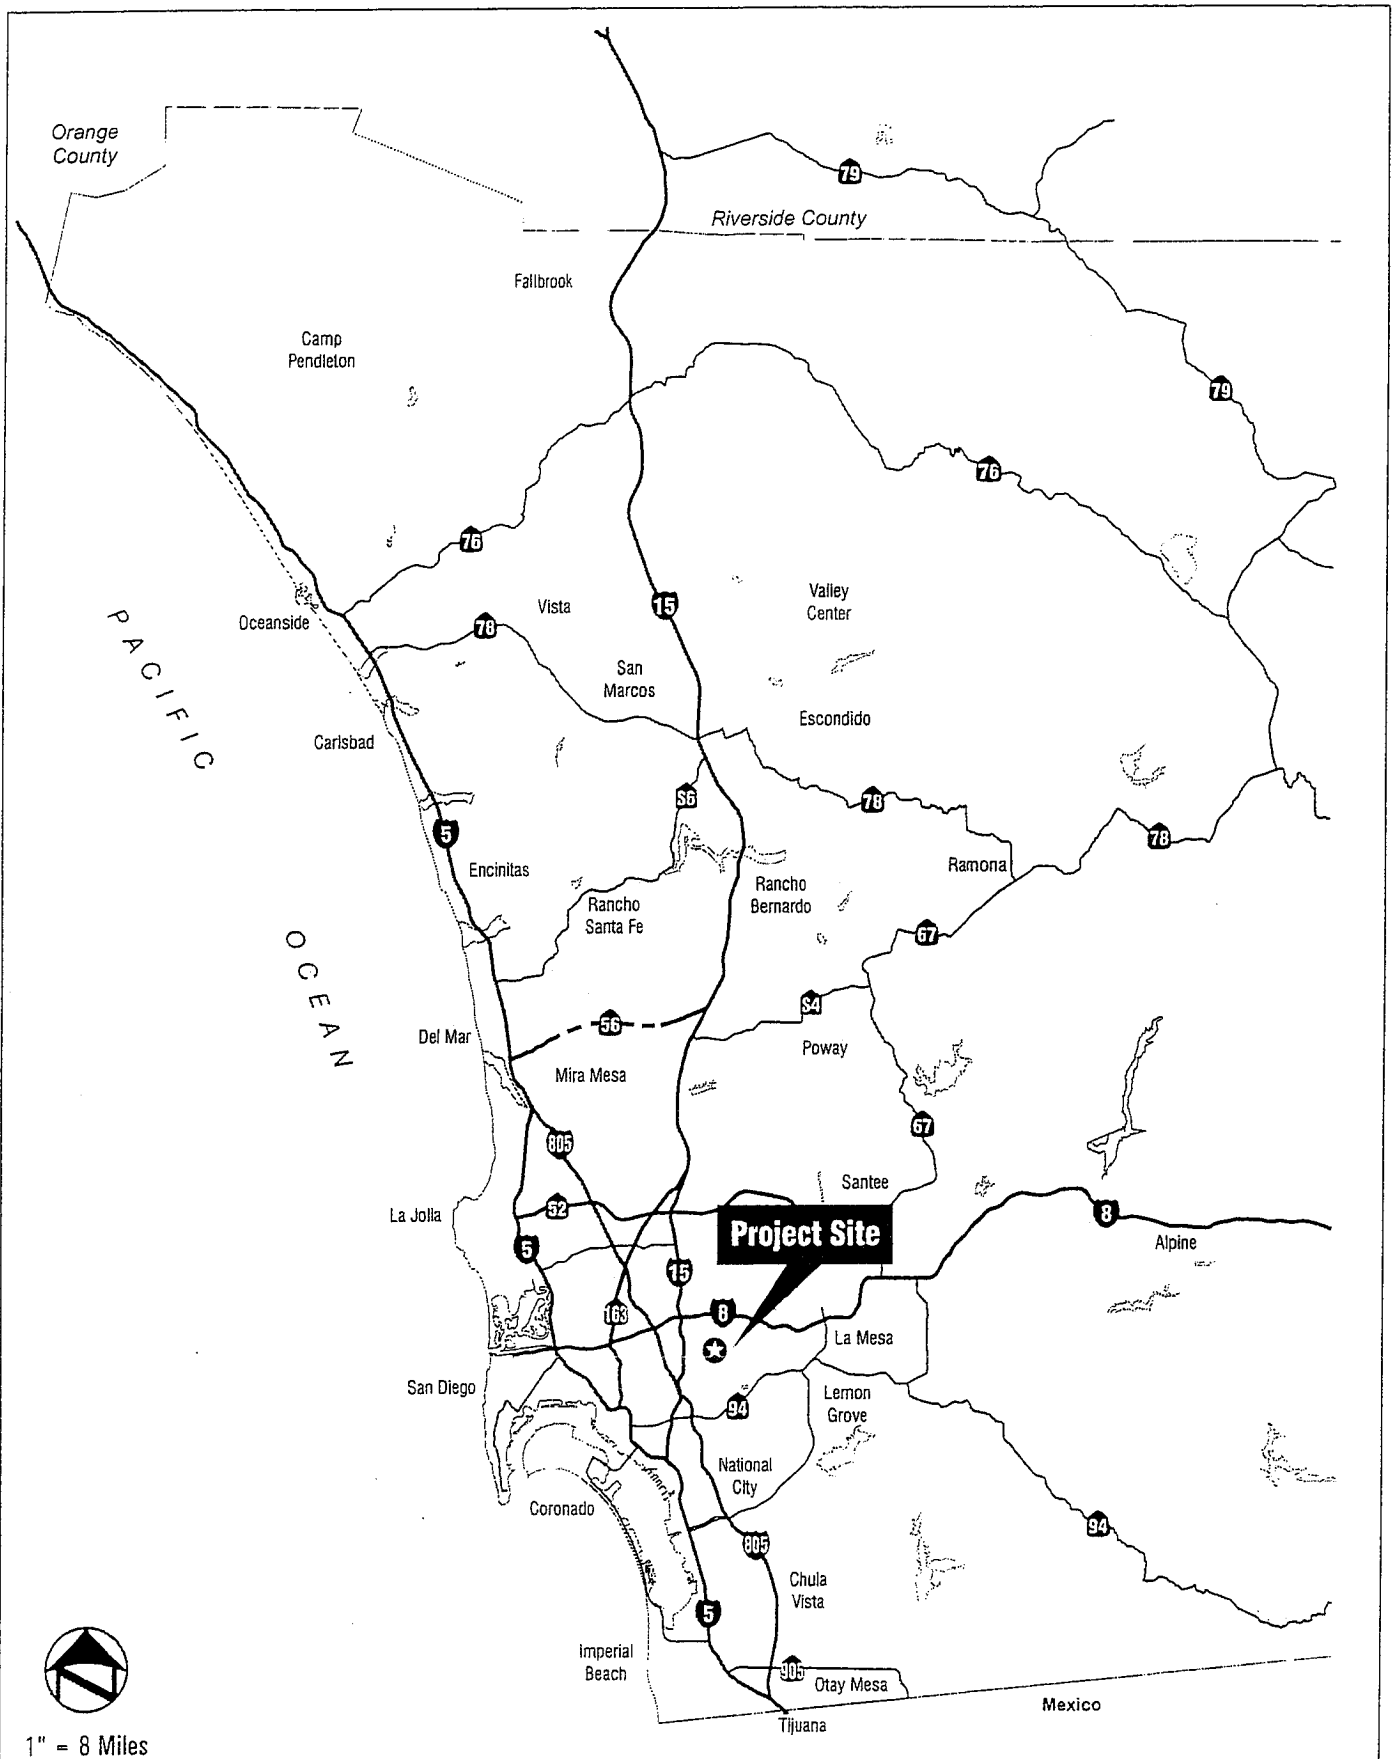 Orange
County
79
Riverside County
Fallbrook
Camp
Pendleton
79
76
76
15
Valley
Center
Vista
Oceanside
78
San
Marcos
PACIFIC
Escondido
Carlsbad
S6
78
5
78
Encinitas
Ramona
Rancho
Bernardo
Rancho
Santa Fe
67
OCEAN
S4
56
Del Mar
Poway
Mira Mesa
67
805
Santee
52
La Jolla
8
Project Site
5
Alpine
15
163
8
La Mesa
San Diego
Lemon
Grove
94
National
City
Coronado
94
805
Chula
Vista
5
Imperial
Beach
905
Otay Mesa
Mexico
Tijuana
1" = 8 Miles